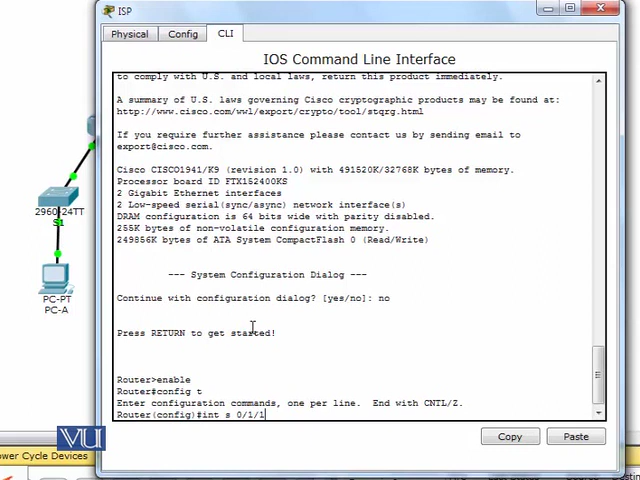 ISP
Physical
Config
CLI
IOS Command Line Interface
to comply with U.S. and local laws, return this product immediately.
A summary of U.S. laws governing Cisco cryptographic products may be found at:
http://www.cisco.com/wwl/export/crypto/tool/stqrg.html
If you require further assistance please contact us by sending email to
export@cisco.com.
Cisco CISCO1941/K9 (revision 1.0) with 491520K/32768K bytes of memory.
Processor board ID FTX152400KS
2 Gigabit Ethernet interfaces
2 Low-speed serial(sync/async) network interface(s)
DRAM configuration is 64 bits wide with parity disabled.
255K bytes of non-volatile configuration memory.
249856K bytes of ATA System CompactFlash 0 (Read/Write)
--- System Configuration Dialog ---
Continue with configuration dialog? [yes/no]: no
Press RETURN to get started!
Router>enable
Router#config t
Enter configuration commands, one per line. End with CNTL/Z.
Router(config)#int s 0/1/1
Copy
Paste
2960-24TT
S1
PC-PT
PC-A
VU
ower Cycle Devices